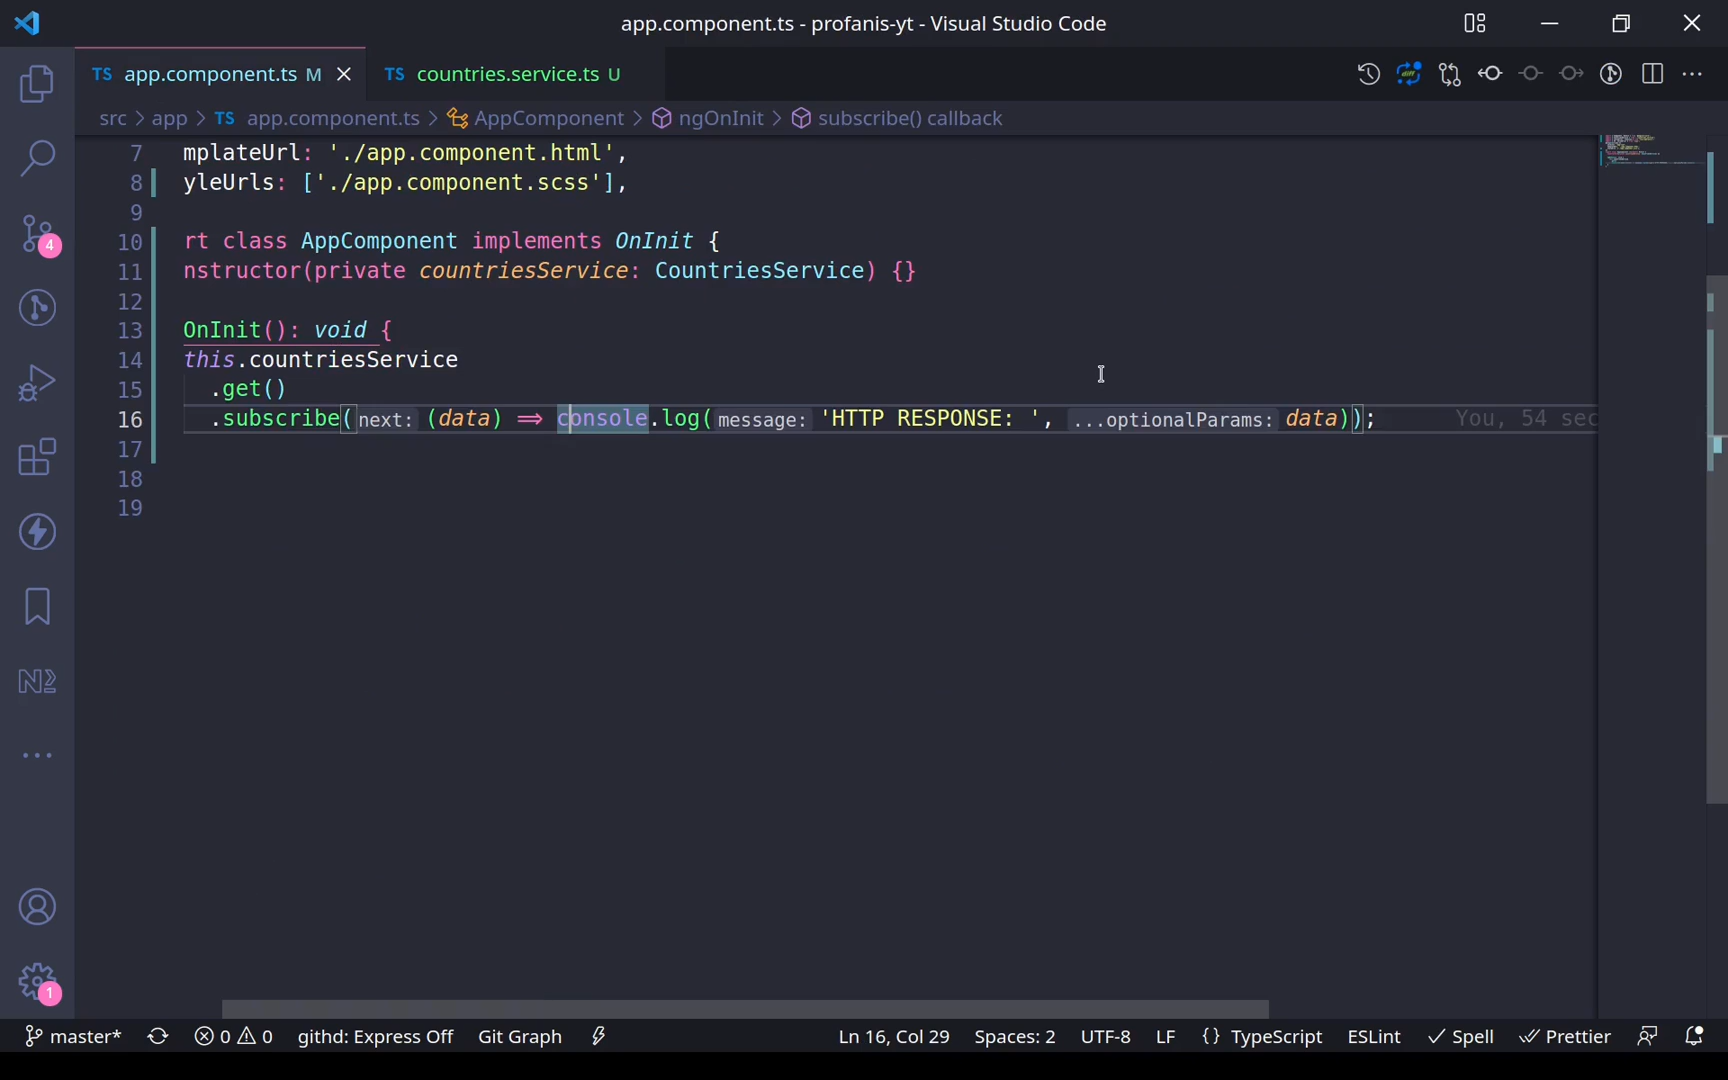 app.component.ts - profanis-yt - Visual Studio Code
TS app.component.ts M
TS countries.service.ts U
src > app > TS app.component.ts > AppComponent > ngOnInit > subscribe() callback
7 mplateUrl: './app.component.html',
8 yleUrls: ['./app.component.scss'],
9
10 rt class AppComponent implements OnInit {
11 nstructor(private countriesService: CountriesService) {}
12
13 OnInit(): void {
14 this.countriesService
15 .get()
16 .subscribe(next: (data) => console.log(message: 'HTTP RESPONSE: ', ...optionalParams: data)); You, 54 sec
17
18
19
4
1
master* 0 0 githd: Express Off Git Graph Ln 16, Col 29 Spaces: 2 UTF-8 LF {} TypeScript ESLint Spell Prettier